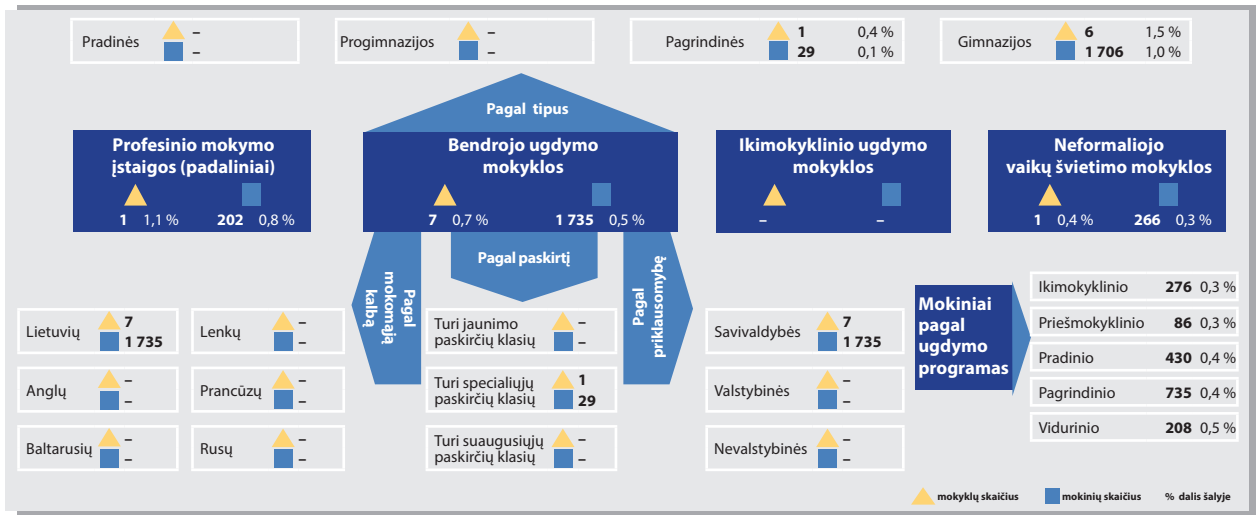 Pradinės
–
–
Progimnazijos
–
–
Pagrindinės
1 0,4 %
29 0,1 %
Gimnazijos
6 1,5 %
1 706 1,0 %
Pagal tipus
Profesinio mokymo
įstaigos (padaliniai)
1 1,1 % 202 0,8 %
Bendrojo ugdymo
mokyklos
7 0,7 % 1 735 0,5 %
Ikimokyklinio ugdymo
mokyklos
– –
Neformaliojo
vaikų švietimo mokyklos
1 0,4 % 266 0,3 %
Pagal
mokomąją
kalbą
Pagal paskirtį
Pagal
priklausomybę
Lietuvių
7
1 735
Lenkų
–
–
Anglų
–
–
Prancūzų
–
–
Baltarusių
–
–
Rusų
–
–
Turi jaunimo
paskirčių klasių
–
–
Turi specialiųjų
paskirčių klasių
1
29
Turi suaugusiųjų
paskirčių klasių
–
–
Savivaldybės
7
1 735
Valstybinės
–
–
Nevalstybinės
–
–
Mokiniai
pagal
ugdymo
programas
Ikimokyklinio 276 0,3 %
Priešmokyklinio 86 0,3 %
Pradinio 430 0,4 %
Pagrindinio 735 0,4 %
Vidurinio 208 0,5 %
mokyklų skaičius mokinių skaičius % dalis šalyje